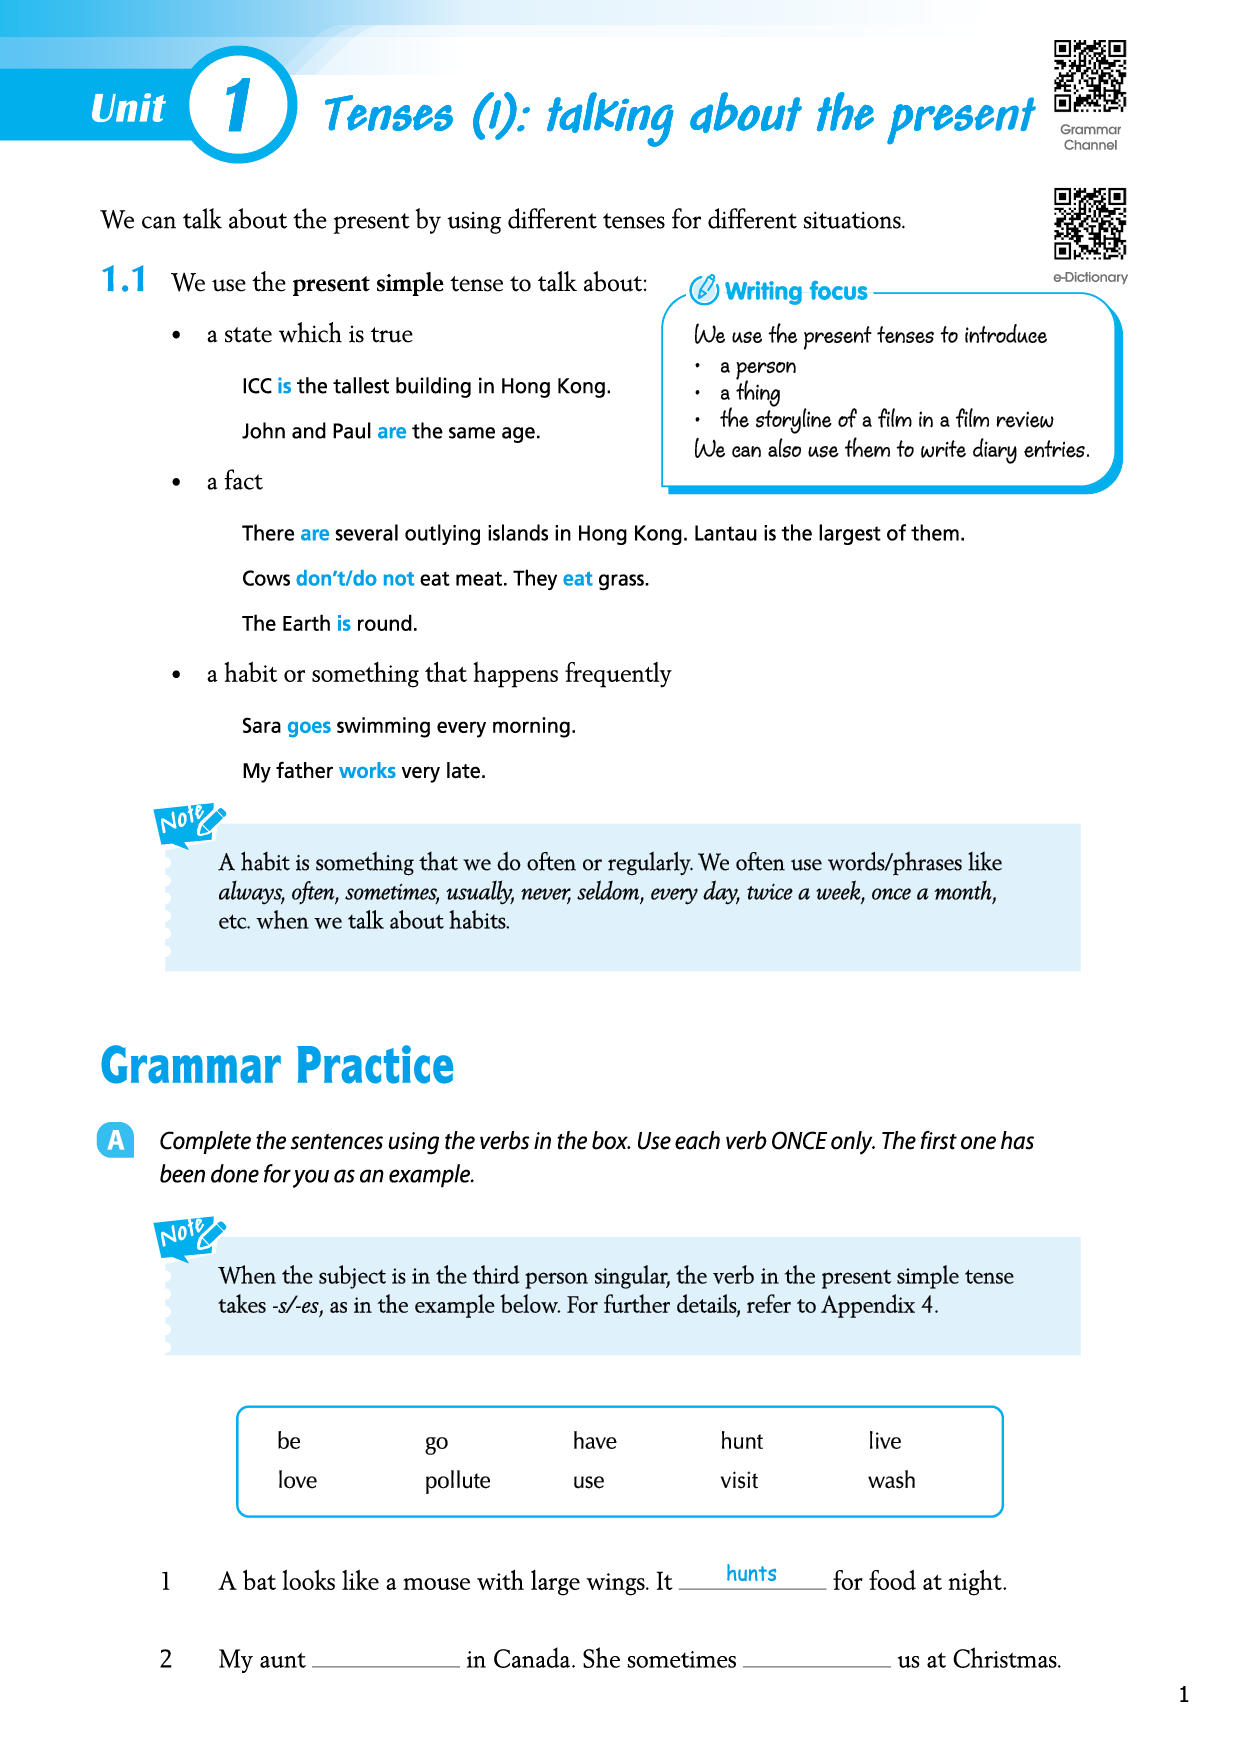 Unit 1 Tenses (1): talking about the present
Grammar
Channel
We can talk about the present by using different tenses for different situations.
e-Dictionary
1.1 We use the present simple tense to talk about:
• a state which is true
ICC is the tallest building in Hong Kong.
John and Paul are the same age.
Writing focus
We use the present tenses to introduce
• a person
• a thing
• the storyline of a film in a film review
We can also use them to write diary entries.
• a fact
There are several outlying islands in Hong Kong. Lantau is the largest of them.
Cows don't/do not eat meat. They eat grass.
The Earth is round.
• a habit or something that happens frequently
Sara goes swimming every morning.
My father works very late.
Note
A habit is something that we do often or regularly. We often use words/phrases like
always, often, sometimes, usually, never, seldom, every day, twice a week, once a month,
etc. when we talk about habits.
Grammar Practice
A Complete the sentences using the verbs in the box. Use each verb ONCE only. The first one has
been done for you as an example.
Note
When the subject is in the third person singular, the verb in the present simple tense
takes -s/-es, as in the example below. For further details, refer to Appendix 4.
be go have hunt live
love pollute use visit wash
1 A bat looks like a mouse with large wings. It hunts for food at night.
2 My aunt ____________ in Canada. She sometimes ____________ us at Christmas.
1